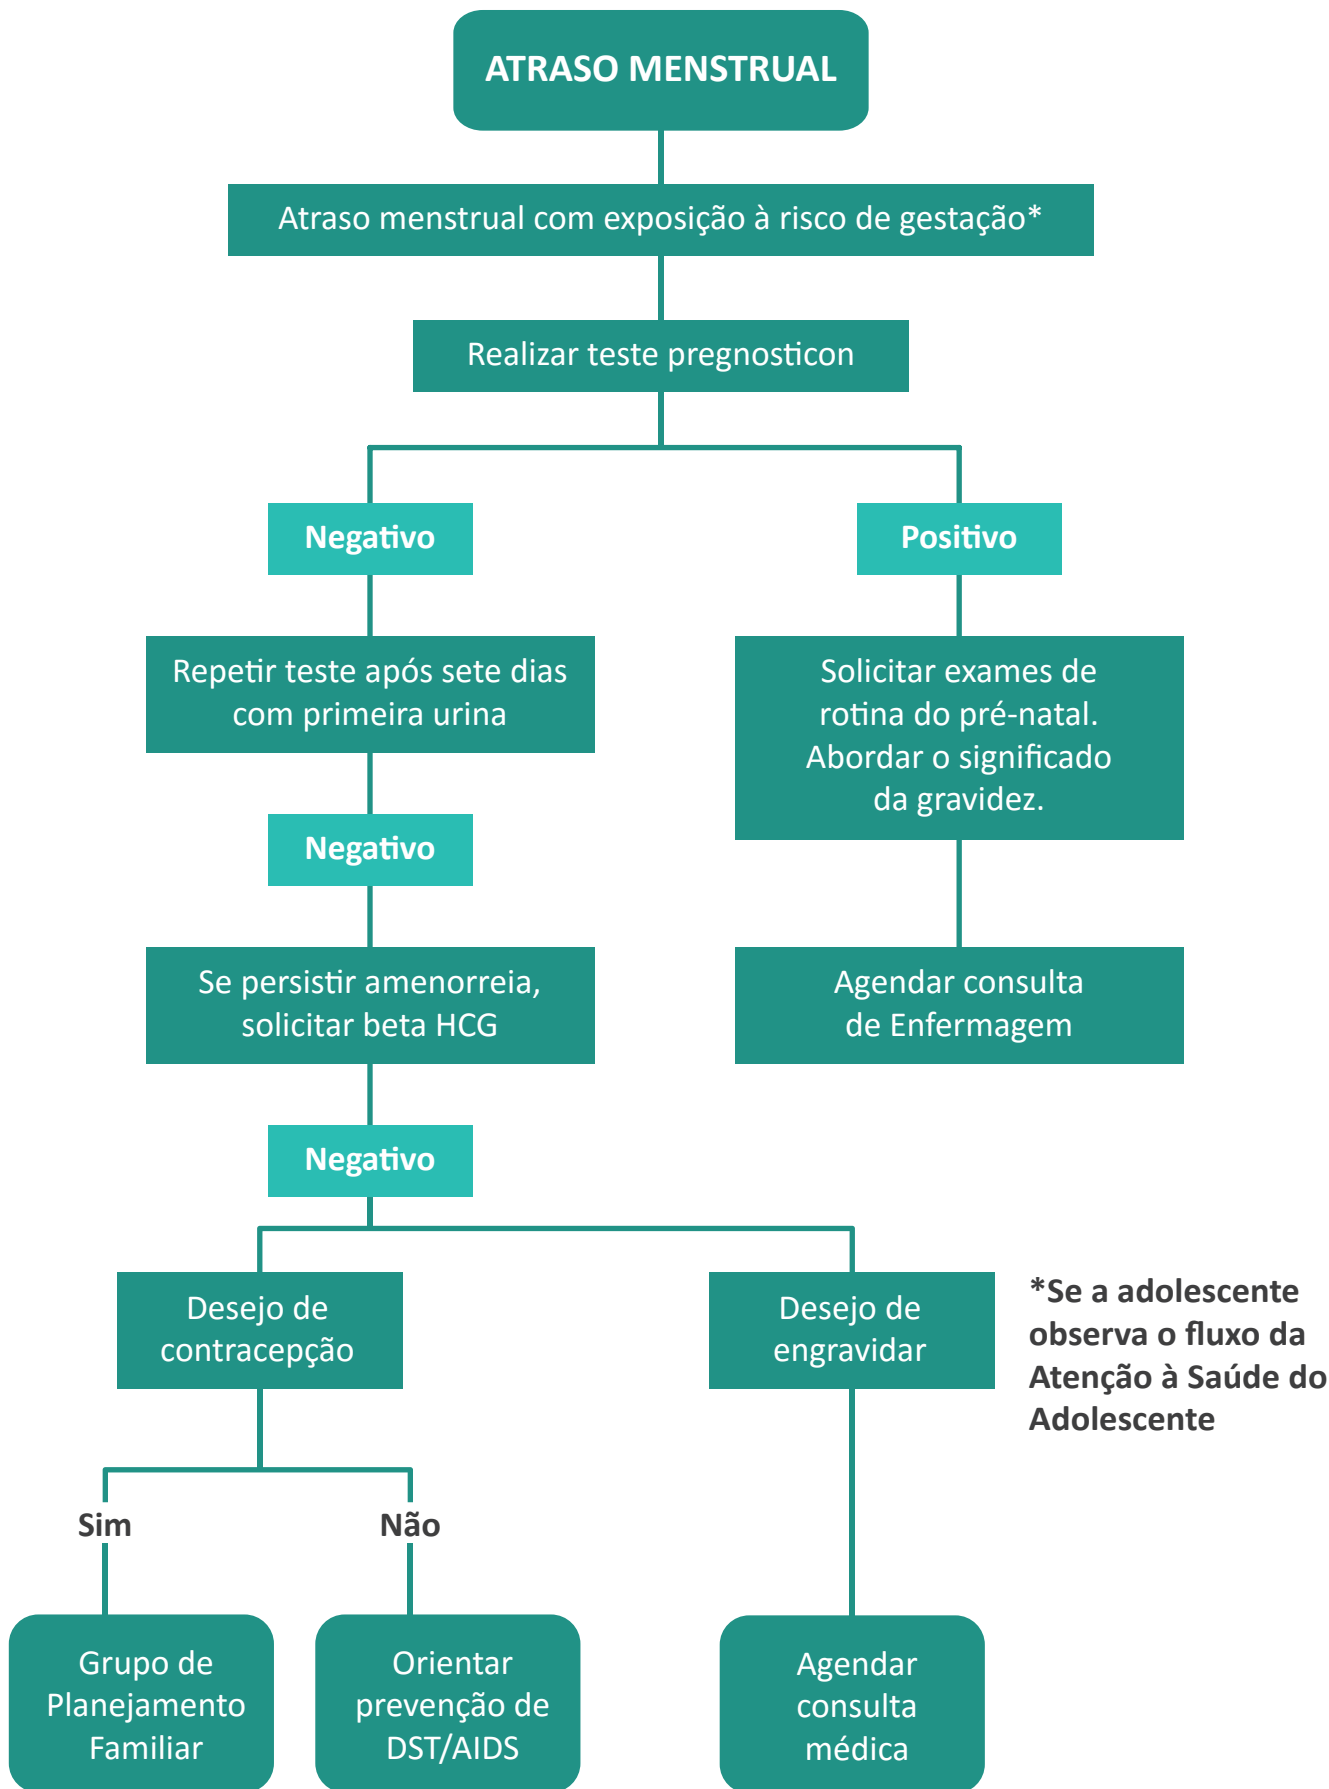 ATRASO MENSTRUAL
Atraso menstrual com exposição à risco de gestação*
Realizar teste pregnosticon
Negativo
Positivo
Repetir teste após sete dias
com primeira urina
Solicitar exames de
rotina do pré-natal.
Abordar o significado
da gravidez.
Negativo
Se persistir amenorreia,
solicitar beta HCG
Agendar consulta
de Enfermagem
Negativo
Desejo de
contracepção
Desejo de
engravidar
*Se a adolescente
observa o fluxo da
Atenção à Saúde do
Adolescente
Sim
Não
Grupo de
Planejamento
Familiar
Orientar
prevenção de
DST/AIDS
Agendar
consulta
médica